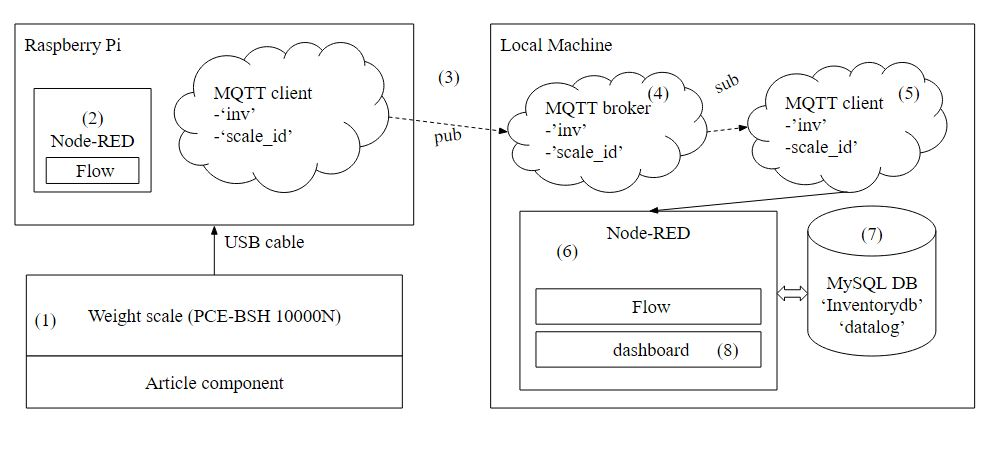 Raspberry Pi
(2)
Node-RED
Flow
MQTT client
-‘inv’
-‘scale_id’
(3)
pub
USB cable
(1)
Weight scale (PCE-BSH 10000N)
Article component
Local Machine
MQTT broker
(4)
-’inv’
-’scale_id’
sub
MQTT client
(5)
-’inv’
-scale_id’
Node-RED
(6)
Flow
dashboard
(8)
(7)
MySQL DB
‘Inventorydb’
‘datalog’